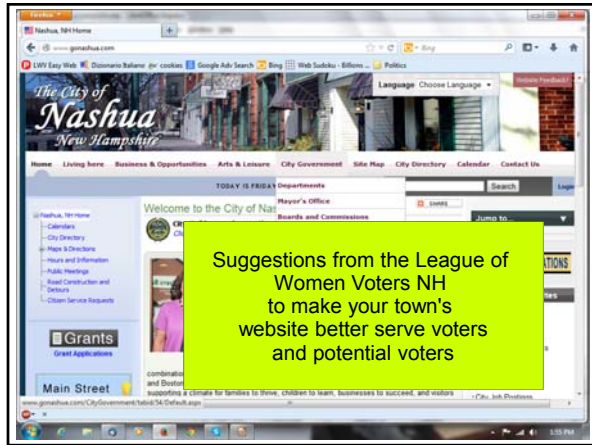 Firefox
Nashua, NH Home
www.gonashua.com
Bing
LWV Easy Web Dizionario Italiano cookies Google Adv Search Bing Web Sudoku - Billions ... Politics
Language Choose Language
Website Feedback
The City of
Nashua
New Hampshire
Home Living here Business & Opportunities Arts & Leisure City Government Site Map City Directory Calendar Contact Us
TODAY IS FRIDAY
Departments
Search
Login
Mayor's Office
Boards and Commissions
Nashua, NH Home
Calendars
City Directory
Maps & Directions
Hours and Information
Public Meetings
Road Construction and
Detours
Citizen Service Requests
Welcome to the City of Nas
SHARE
Jump to...
Suggestions from the League of
Women Voters NH
to make your town's
website better serve voters
and potential voters
Grants
Grant Applications
Main Street
combination
and Boston
supporting a climate for families to thrive, children to learn, businesses to succeed, and visitors
City Job Postings
www.gonashua.com/CityGovernment/tabid/54/Default.aspx
1:55 PM